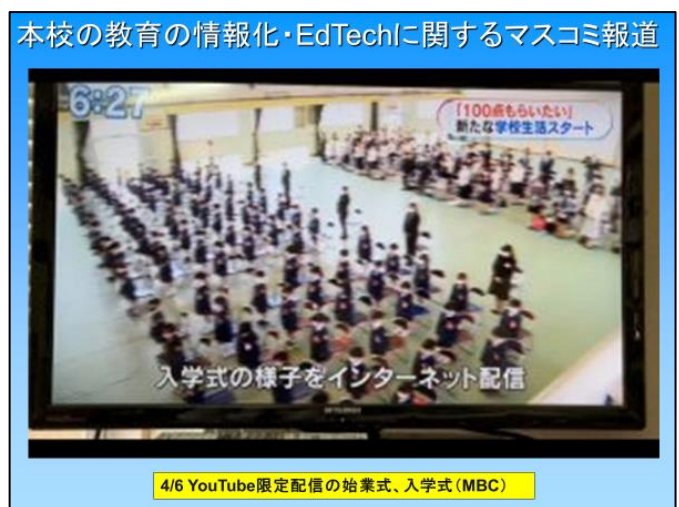 本校の教育の情報化・EdTechに関するマスコミ報道
6:27
「100点もらいたい」
新たな学校生活スタート
入学式の様子をインターネット配信
MITSUBISHI
4/6 YouTube限定配信の始業式、入学式（MBC）